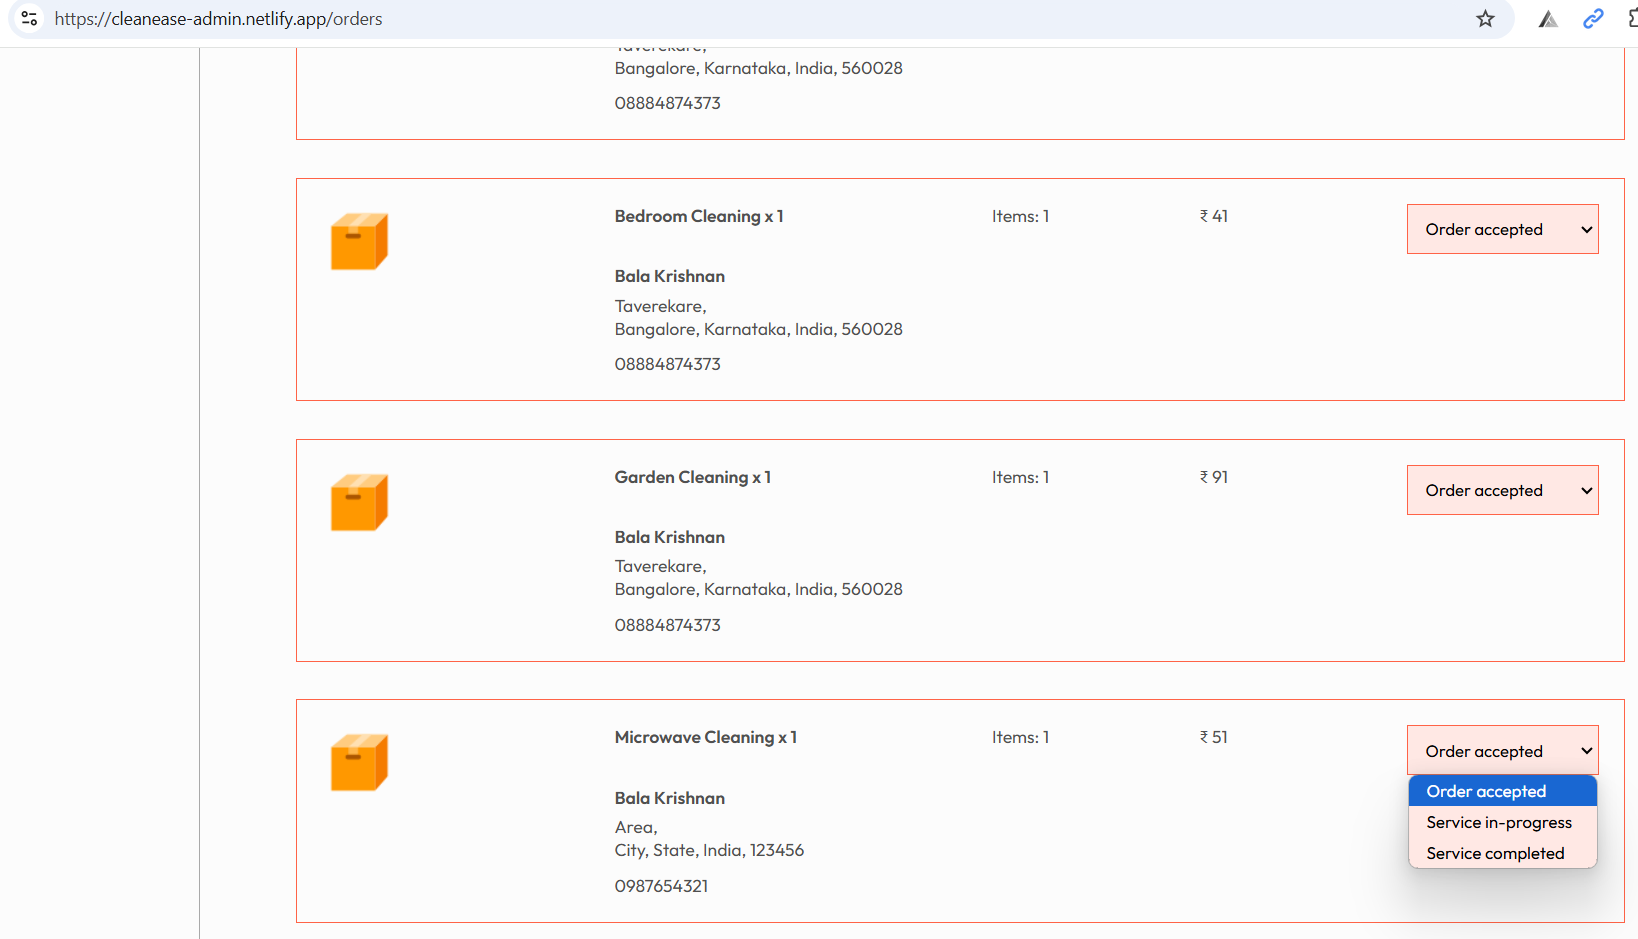 https://cleanease-admin.netlify.app/orders
Taverekare,
Bangalore, Karnataka, India, 560028
08884874373
Bedroom Cleaning x 1
Items: 1
₹ 41
Order accepted
Bala Krishnan
Taverekare,
Bangalore, Karnataka, India, 560028
08884874373
Garden Cleaning x 1
Items: 1
₹ 91
Order accepted
Bala Krishnan
Taverekare,
Bangalore, Karnataka, India, 560028
08884874373
Microwave Cleaning x 1
Items: 1
₹ 51
Order accepted
Order accepted
Service in-progress
Service completed
Bala Krishnan
Area,
City, State, India, 123456
0987654321